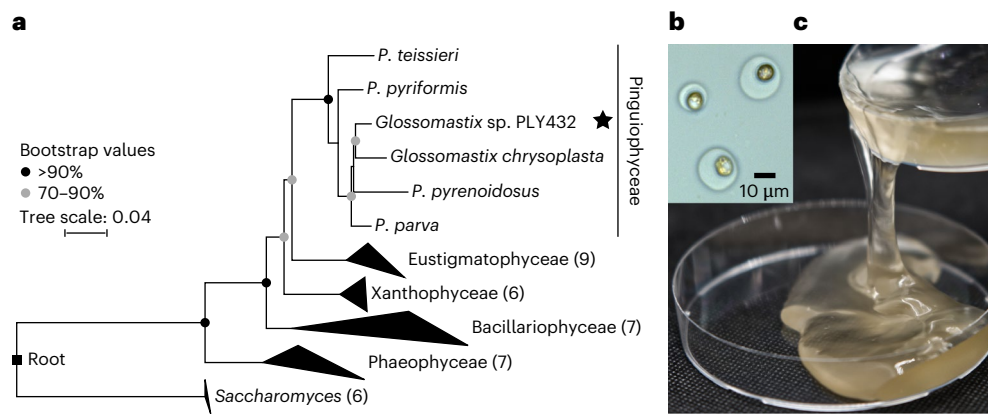 a
b
c
P. teissieri
P. pyriformis
Glossomastix sp. PLY432
Glossomastix chrysoplasta
P. pyrenoidosus
P. parva
Pinguiophyceae
Bootstrap values
>90%
70–90%
Tree scale: 0.04
10 µm
Eustigmatophyceae (9)
Xanthophyceae (6)
Bacillariophyceae (7)
Root
Phaeophyceae (7)
Saccharomyces (6)